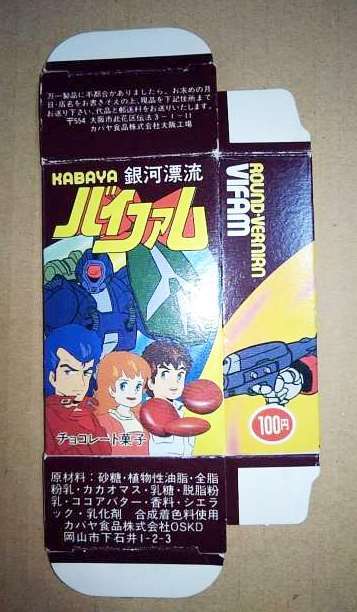 万一製品に不都合がありましたら、お求めの月
日・店名をお書きそえの上、現品を下記住所まで
お送り下さい。代品と郵送料をお送りいたします。
〒554 大阪市此花区伝法3-1-11
カバヤ食品株式会社大阪工場
KABAYA 銀河漂流
バイファム
チョコレート菓子
ROUND-VERNIAN
VIFAM
100円
原材料:砂糖・植物性油脂・全脂
粉乳・カカオマス・乳糖・脱脂粉
乳・ココアバター・香料・シエラ
ック・乳化剤 合成着色料使用
カバヤ食品株式会社OSKD
岡山市下石井1-2-3